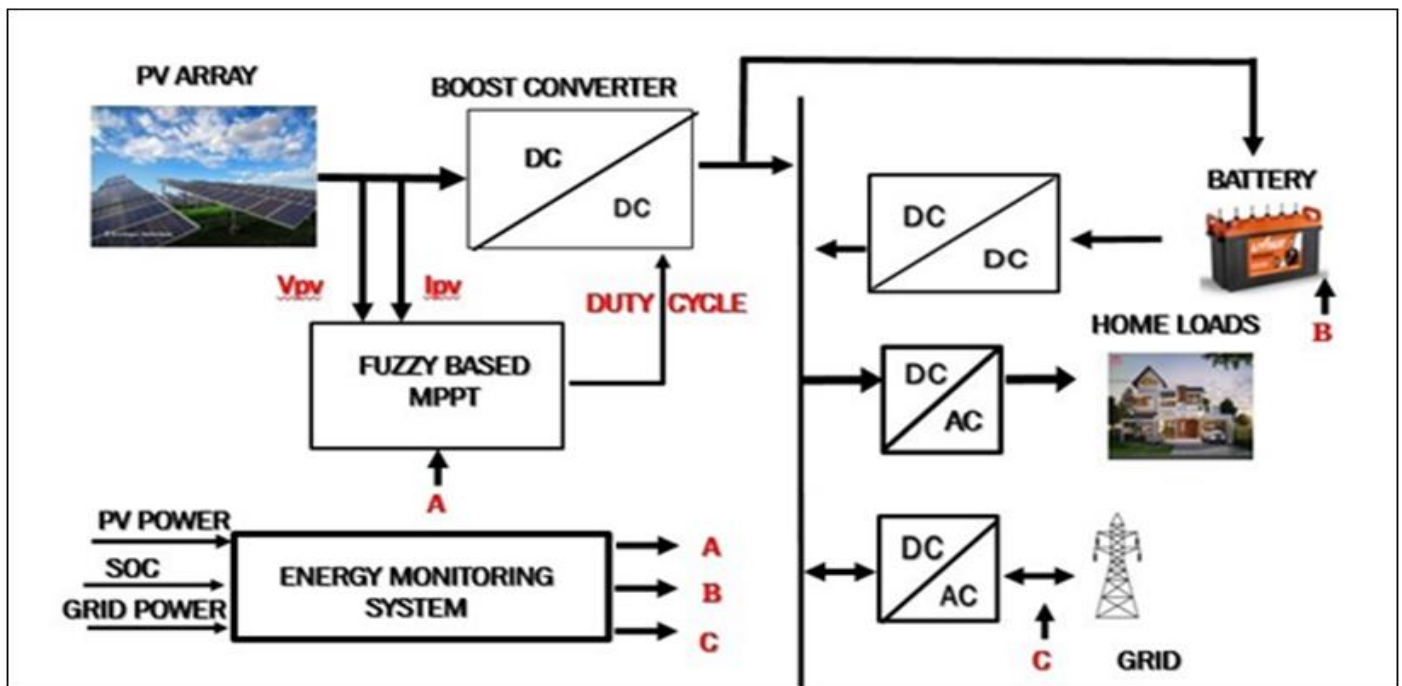 PV ARRAY
BOOST CONVERTER
DC
DC
BATTERY
DC
DC
Vpv
Ipv
DUTY CYCLE
B
HOME LOADS
FUZZY BASED
MPPT
DC
AC
A
PV POWER
SOC
GRID POWER
ENERGY MONITORING
SYSTEM
A
B
C
DC
AC
C
GRID